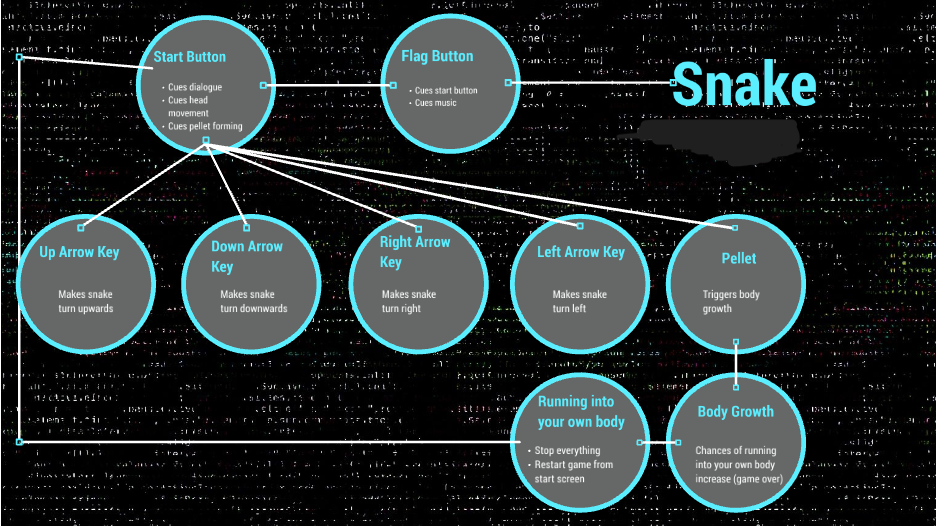 Start Button
• Cues dialogue
• Cues head
movement
• Cues pellet forming
Flag Button
• Cues start button
• Cues music
Snake
Up Arrow Key
Makes snake
turn upwards
Down Arrow
Key
Makes snake
turn downwards
Right Arrow
Key
Makes snake
turn right
Left Arrow Key
Makes snake
turn left
Pellet
Triggers body
growth
Running into
your own body
• Stop everything
• Restart game from
start screen
Body Growth
Chances of running
into your own body
increase (game over)